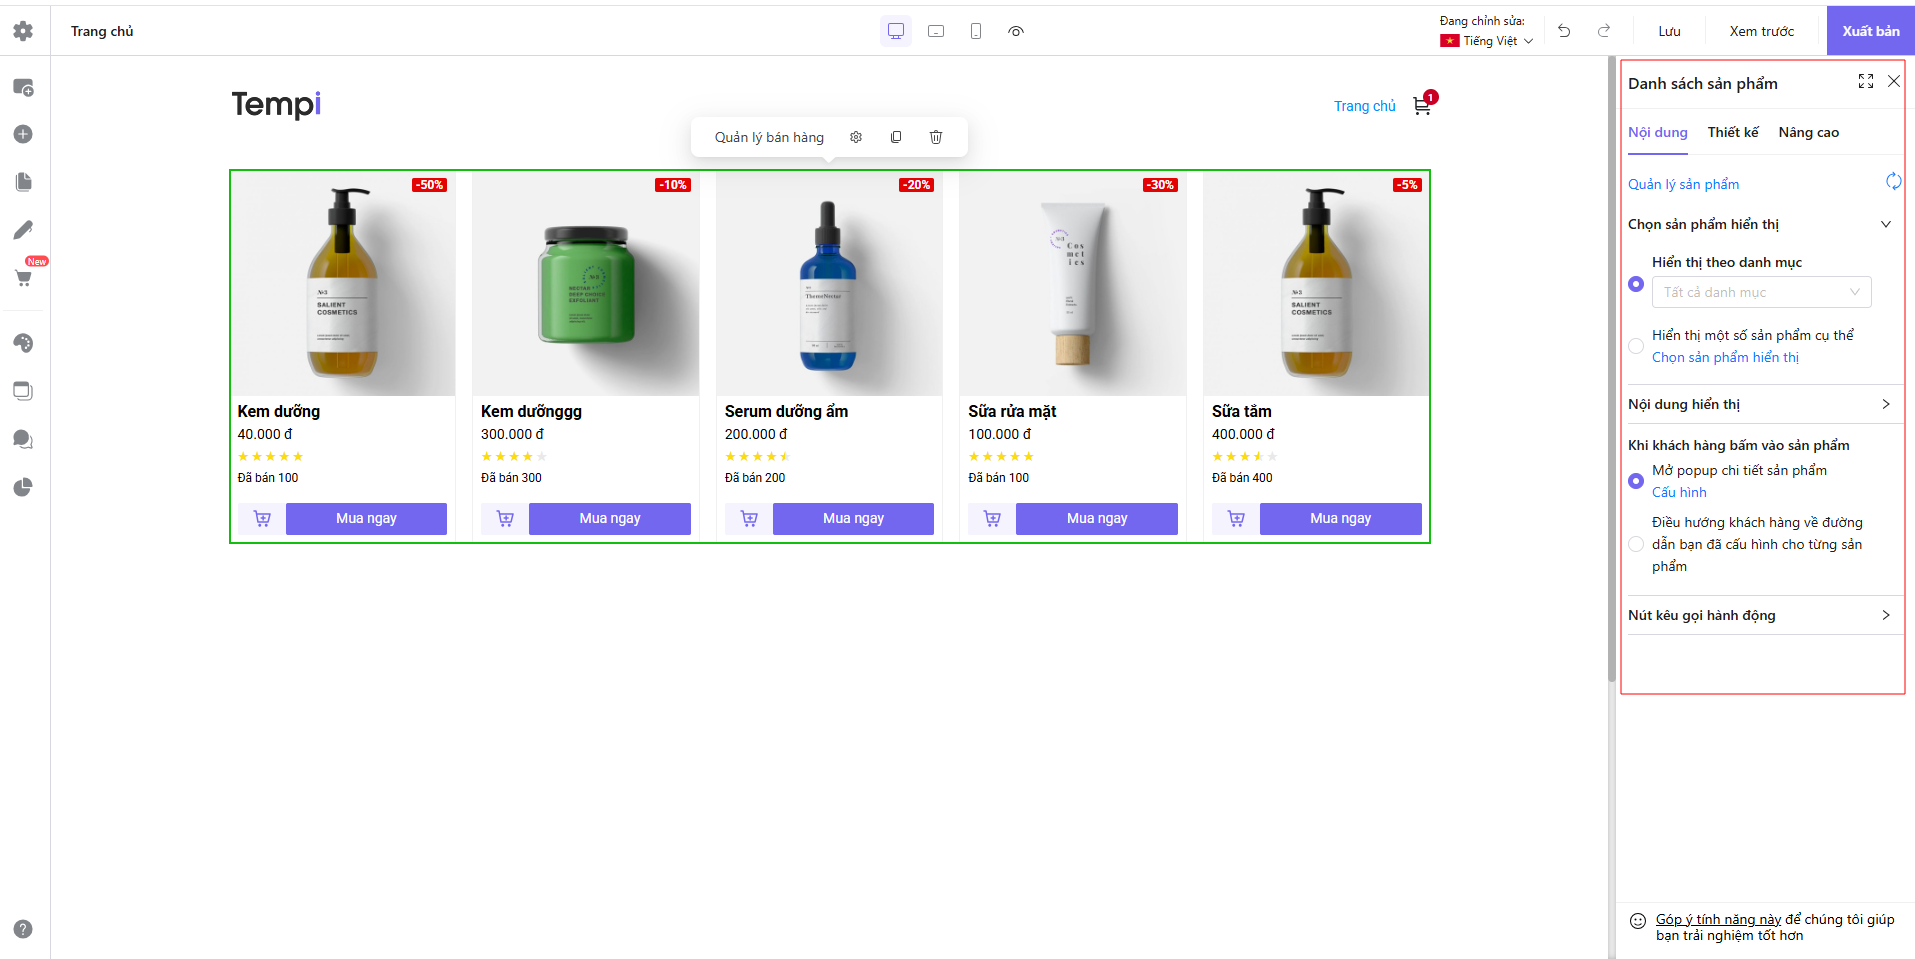 Trang chủ
Đang chỉnh sửa:
Tiếng Việt
Lưu
Xem trước
Xuất bản
New
Tempi
Trang chủ
1
Quản lý bán hàng
-50%
-10%
-20%
-30%
-5%
№3
SALIENT
COSMETICS
№3
NECTAR
DEEP CHOICE
EXFOLIANT
ThemeNectar
№3
Cos
met
ics
№3
SALIENT
COSMETICS
Kem dưỡng
40.000 đ
Đã bán 100
Mua ngay
Kem dưỡnggg
300.000 đ
Đã bán 300
Mua ngay
Serum dưỡng ẩm
200.000 đ
Đã bán 200
Mua ngay
Sữa rửa mặt
100.000 đ
Đã bán 100
Mua ngay
Sữa tắm
400.000 đ
Đã bán 400
Mua ngay
Danh sách sản phẩm
Nội dung
Thiết kế
Nâng cao
Quản lý sản phẩm
Chọn sản phẩm hiển thị
Hiển thị theo danh mục
Tất cả danh mục
Hiển thị một số sản phẩm cụ thể
Chọn sản phẩm hiển thị
Nội dung hiển thị
Khi khách hàng bấm vào sản phẩm
Mở popup chi tiết sản phẩm
Cấu hình
Điều hướng khách hàng về đường
dẫn bạn đã cấu hình cho từng sản
phẩm
Nút kêu gọi hành động
Góp ý tính năng này để chúng tôi giúp
bạn trải nghiệm tốt hơn
?